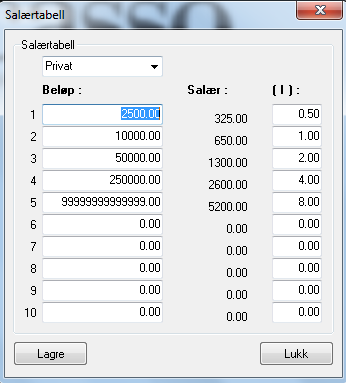 Salærtabell
Salærtabell
Privat
Beløp : Salær : ( I ) :
1 2500.00 325.00 0.50
2 10000.00 650.00 1.00
3 50000.00 1300.00 2.00
4 250000.00 2600.00 4.00
5 99999999999999.00 5200.00 8.00
6 0.00 0.00 0.00
7 0.00 0.00 0.00
8 0.00 0.00 0.00
9 0.00 0.00 0.00
10 0.00 0.00 0.00
Lagre Lukk